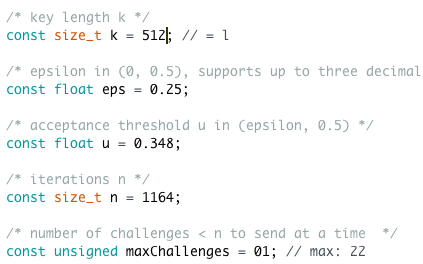 /* key length k */
const size_t k = 512; // = l
/* epsilon in (0, 0.5), supports up to three decimal
const float eps = 0.25;
/* acceptance threshold u in (epsilon, 0.5) */
const float u = 0.348;
/* iterations n */
const size_t n = 1164;
/* number of challenges < n to send at a time  */
const unsigned maxChallenges = 01; // max: 22